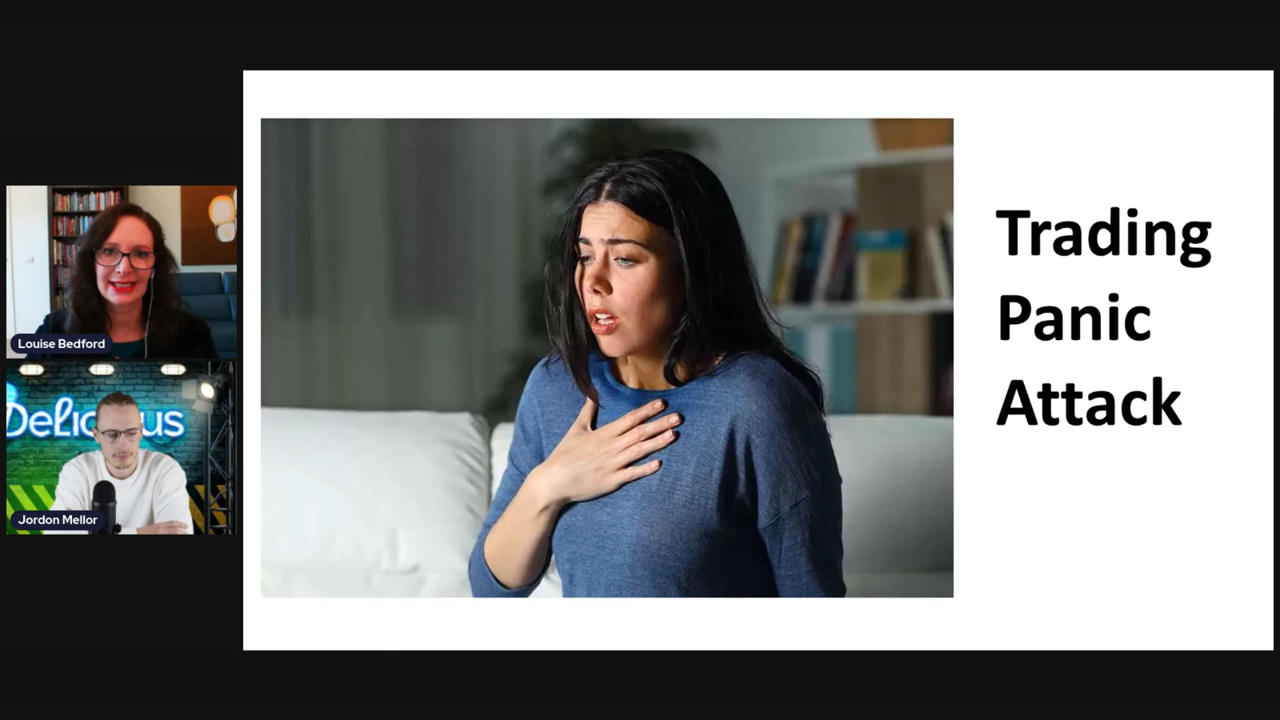 Louise Bedford
Delicious
Jordon Mellor
Trading
Panic
Attack